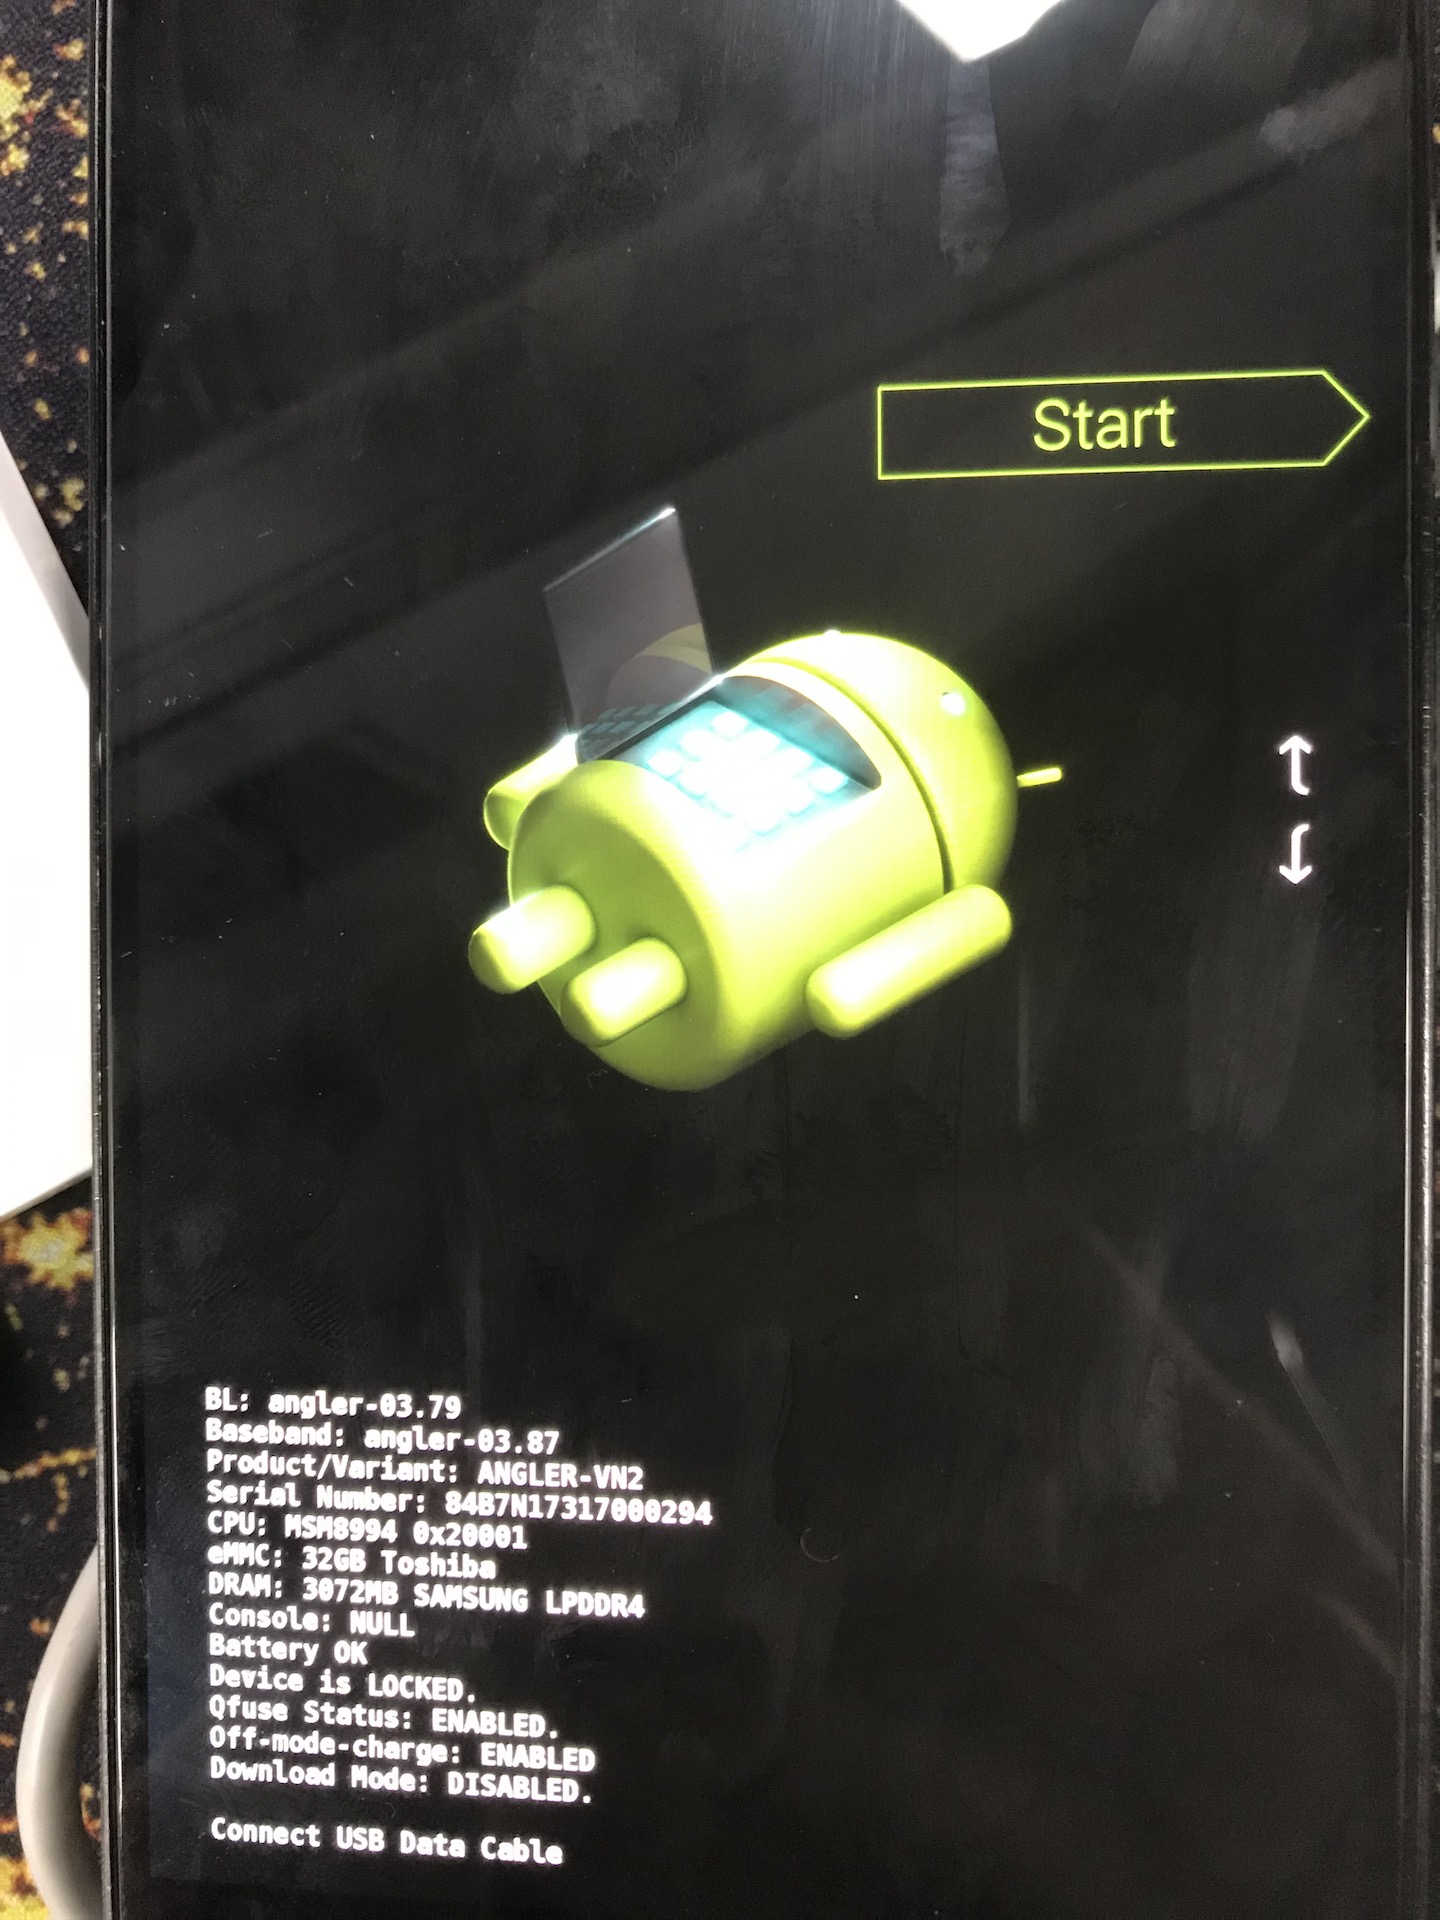 Start
BL: angler-03.79
Baseband: angler-03.87
Product/Variant: ANGLER-VN2
Serial Number: 84B7N17317000294
CPU: MSM8994 0x20001
eMMC: 32GB Toshiba
DRAM: 3072MB SAMSUNG LPDDR4
Console: NULL
Battery OK
Device is LOCKED.
Qfuse Status: ENABLED.
Off-mode-charge: ENABLED
Download Mode: DISABLED.
Connect USB Data Cable